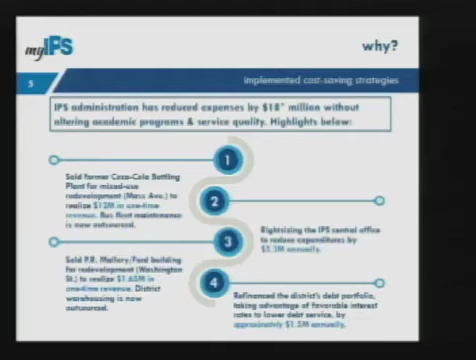 myIPS
why?
5
implemented cost-saving strategies
IPS administration has reduced expenses by $18* million without
altering academic programs & service quality. Highlights below:
1
Sold former Coca-Cola Bottling
Plant for mixed-use
redevelopment (Mass Ave.) to
realize $12M in one-time
revenue. Bus fleet maintenance
is now outsourced.
2
Rightsizing the IPS central office
to reduce expenditures by
annually.
3
Sold P.R. Mallory/Ford building
for redevelopment (Washington
St.) to realize $1.65M in
one-time revenue. District
warehousing is now
outsourced.
4
Refinanced the district's debt portfolio,
taking advantage of favorable interest
rates to lower debt service, by
approximately $1.5M annually.